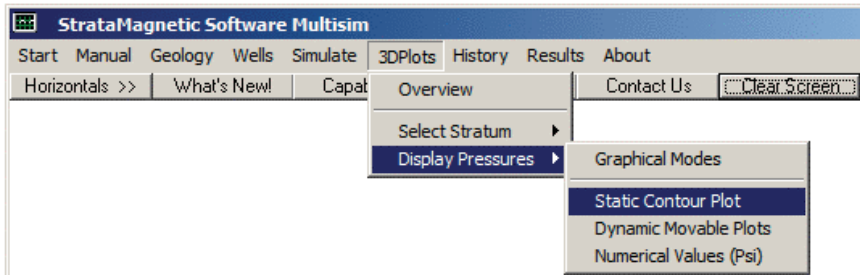 StrataMagnetic Software Multisim
Start Manual Geology Wells Simulate 3DPlots History Results About
Horizontals >> What's New! Capab Contact Us Clear Screen
Overview
Select Stratum
Display Pressures
Graphical Modes
Static Contour Plot
Dynamic Movable Plots
Numerical Values (Psi)